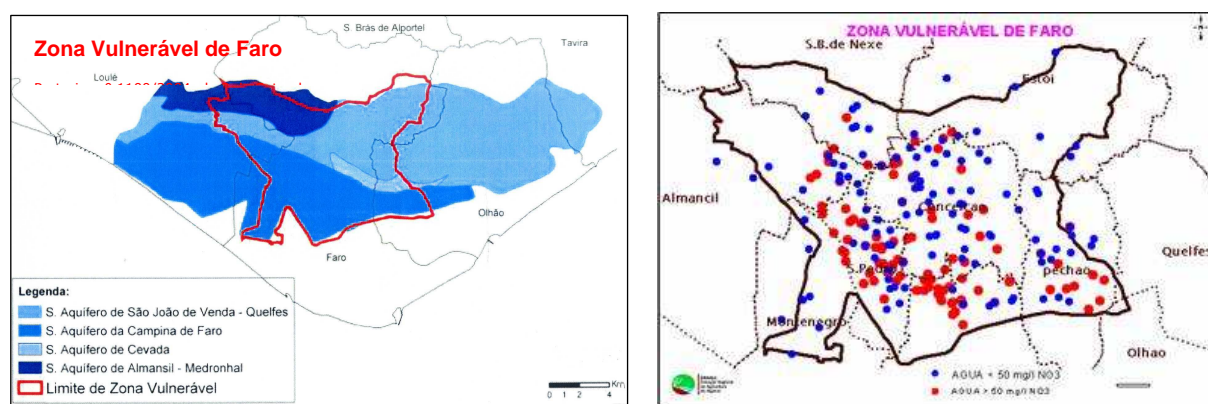 S. Brás de Alportel
Zona Vulnerável de Faro
Tavira
Loulé
Olhão
Faro
Legenda:
S. Aquífero de São João de Venda - Quelfes
S. Aquífero da Campina de Faro
S. Aquífero de Cevada
S. Aquífero de Almansil - Medronhal
Limite de Zona Vulnerável
Km
0 1 2 4
ZONA VULNERÁVEL DE FARO
S.B.de Nexe
Estoi
Almancil
Conceicao
Quelfes
S.Pedro
pechao
Montenegro
Olhao
AGUA < 50 mg/l NO3
AGUA > 50 mg/l NO3